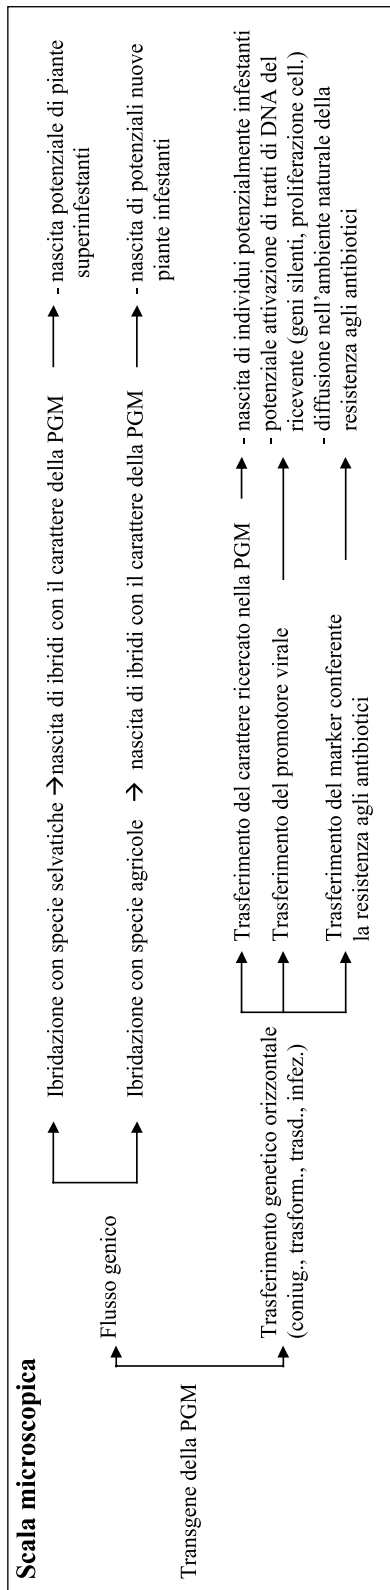 Scala microscopica
Transgene della PGM
Flusso genico
Ibridazione con specie selvatiche → nascita di ibridi con il carattere della PGM
- nascita potenziale di piante
superinfestanti
Ibridazione con specie agricole → nascita di ibridi con il carattere della PGM
- nascita di potenziali nuove
piante infestanti
Trasferimento genetico orizzontale
(coniug., trasform., trasd., infez.)
Trasferimento del carattere ricercato nella PGM
- nascita di individui potenzialmente infestanti
Trasferimento del promotore virale
- potenziale attivazione di tratti di DNA del
ricevente (geni silenti, proliferazione cell.)
Trasferimento del marker conferente
la resistenza agli antibiotici
- diffusione nell'ambiente naturale della
resistenza agli antibiotici